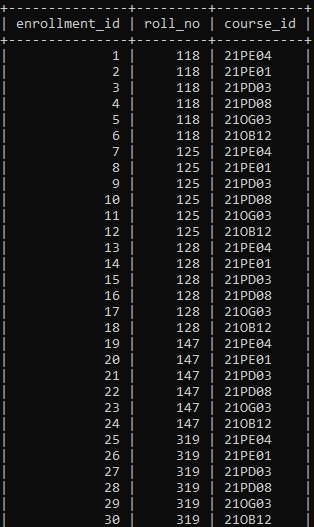 +---------------+---------+-----------+
| enrollment_id | roll_no | course_id |
+---------------+---------+-----------+
|             1 |     118 | 21PE04    |
|             2 |     118 | 21PE01    |
|             3 |     118 | 21PD03    |
|             4 |     118 | 21PD08    |
|             5 |     118 | 21OG03    |
|             6 |     118 | 21OB12    |
|             7 |     125 | 21PE04    |
|             8 |     125 | 21PE01    |
|             9 |     125 | 21PD03    |
|            10 |     125 | 21PD08    |
|            11 |     125 | 21OG03    |
|            12 |     125 | 21OB12    |
|            13 |     128 | 21PE04    |
|            14 |     128 | 21PE01    |
|            15 |     128 | 21PD03    |
|            16 |     128 | 21PD08    |
|            17 |     128 | 21OG03    |
|            18 |     128 | 21OB12    |
|            19 |     147 | 21PE04    |
|            20 |     147 | 21PE01    |
|            21 |     147 | 21PD03    |
|            22 |     147 | 21PD08    |
|            23 |     147 | 21OG03    |
|            24 |     147 | 21OB12    |
|            25 |     319 | 21PE04    |
|            26 |     319 | 21PE01    |
|            27 |     319 | 21PD03    |
|            28 |     319 | 21PD08    |
|            29 |     319 | 21OG03    |
|            30 |     319 | 21OB12    |